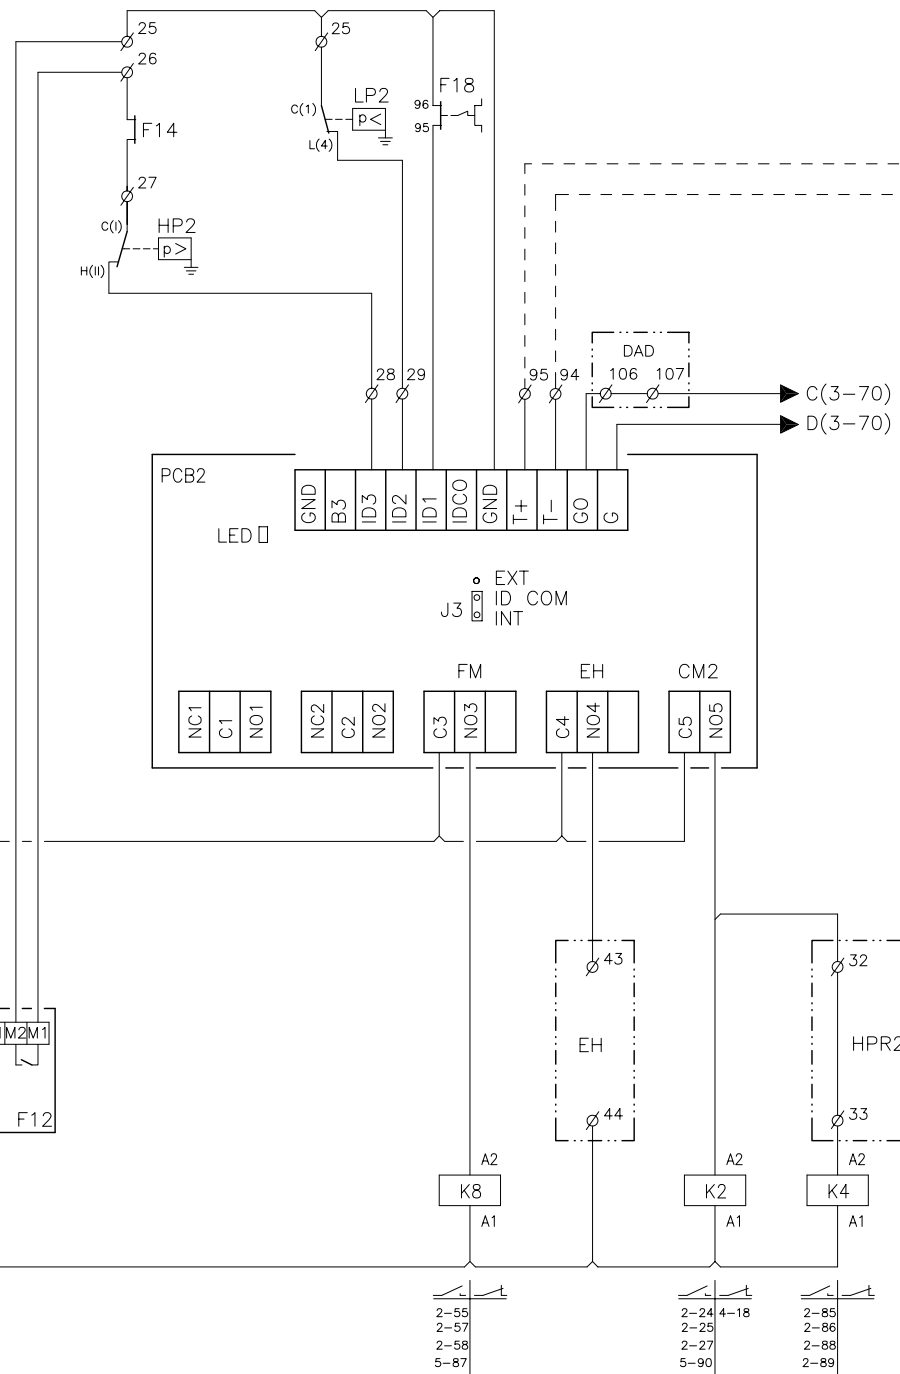 25
25
26
F18
LP2
C(1)
96
p<
95
F14
L(4)
27
C(I)
HP2
p>
H(II)
DAD
28
29
95
94
106
107
C(3-70)
D(3-70)
PCB2
GND
B3
ID3
ID2
ID1
IDC0
GND
T+
T-
G0
G
LED
EXT
J3
ID COM
INT
FM
EH
CM2
NC1
C1
NO1
NC2
C2
NO2
C3
NO3
C4
NO4
C5
NO5
43
32
M2
M1
EH
HPR2
F12
44
33
A2
A2
A2
K8
K2
K4
A1
A1
A1
2-55
2-24
4-18
2-85
2-57
2-25
2-86
2-58
2-27
2-88
5-87
5-90
2-89